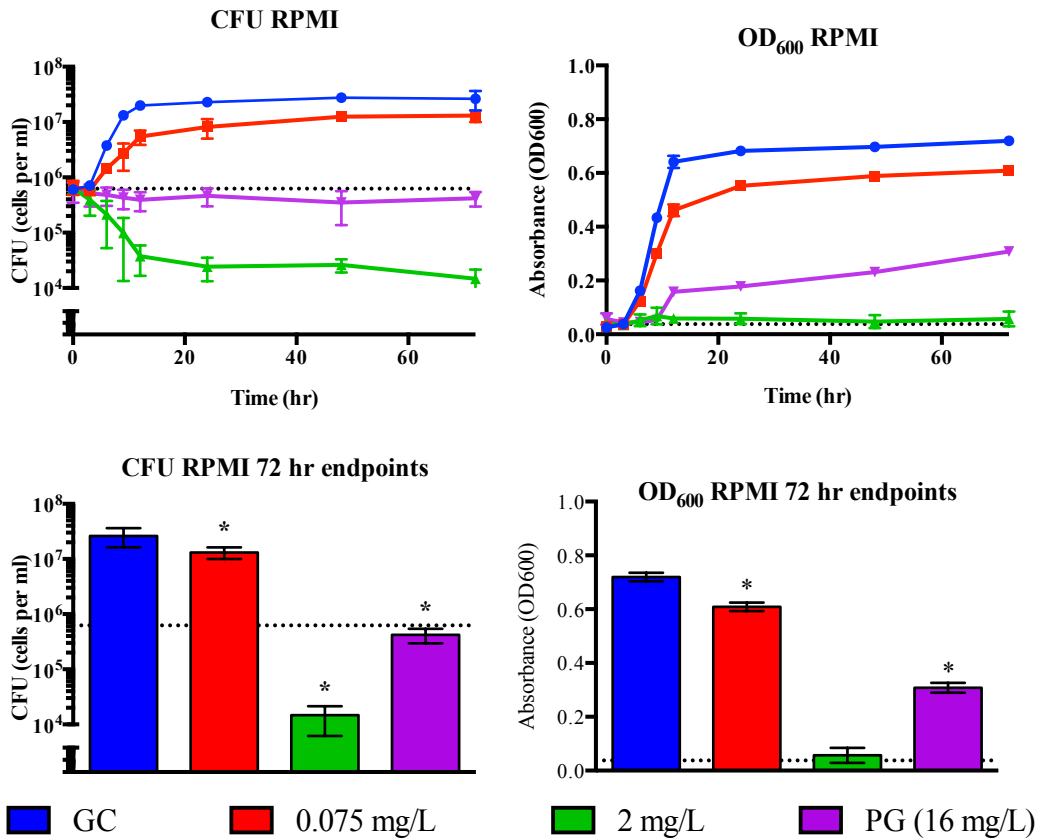 CFU RPMI
CFU (cells per ml)
10⁸
10⁷
10⁶
10⁵
10⁴
0 20 40 60
Time (hr)
OD₆₀₀ RPMI
Absorbance (OD600)
1.0
0.8
0.6
0.4
0.2
0.0
0 20 40 60
Time (hr)
CFU RPMI 72 hr endpoints
CFU (cells per ml)
10⁸
10⁷
10⁶
10⁵
10⁴
* * *
OD₆₀₀ RPMI 72 hr endpoints
Absorbance (OD600)
1.0
0.8
0.6
0.4
0.2
0.0
* *
GC 0.075 mg/L 2 mg/L PG (16 mg/L)